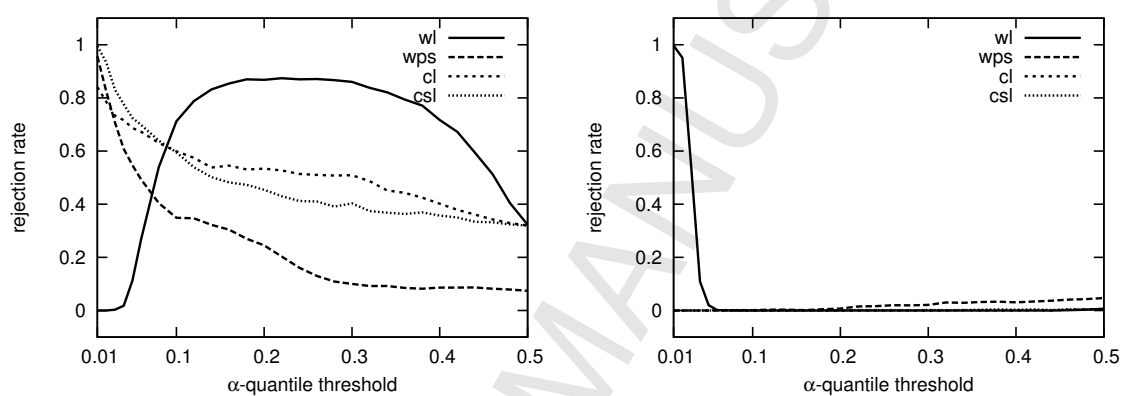 wl
wps
cl
csl
1
0.8
0.6
0.4
0.2
0
rejection rate
0.01 0.1 0.2 0.3 0.4 0.5
α-quantile threshold
wl
wps
cl
csl
1
0.8
0.6
0.4
0.2
0
rejection rate
0.01 0.1 0.2 0.3 0.4 0.5
α-quantile threshold
MANUS